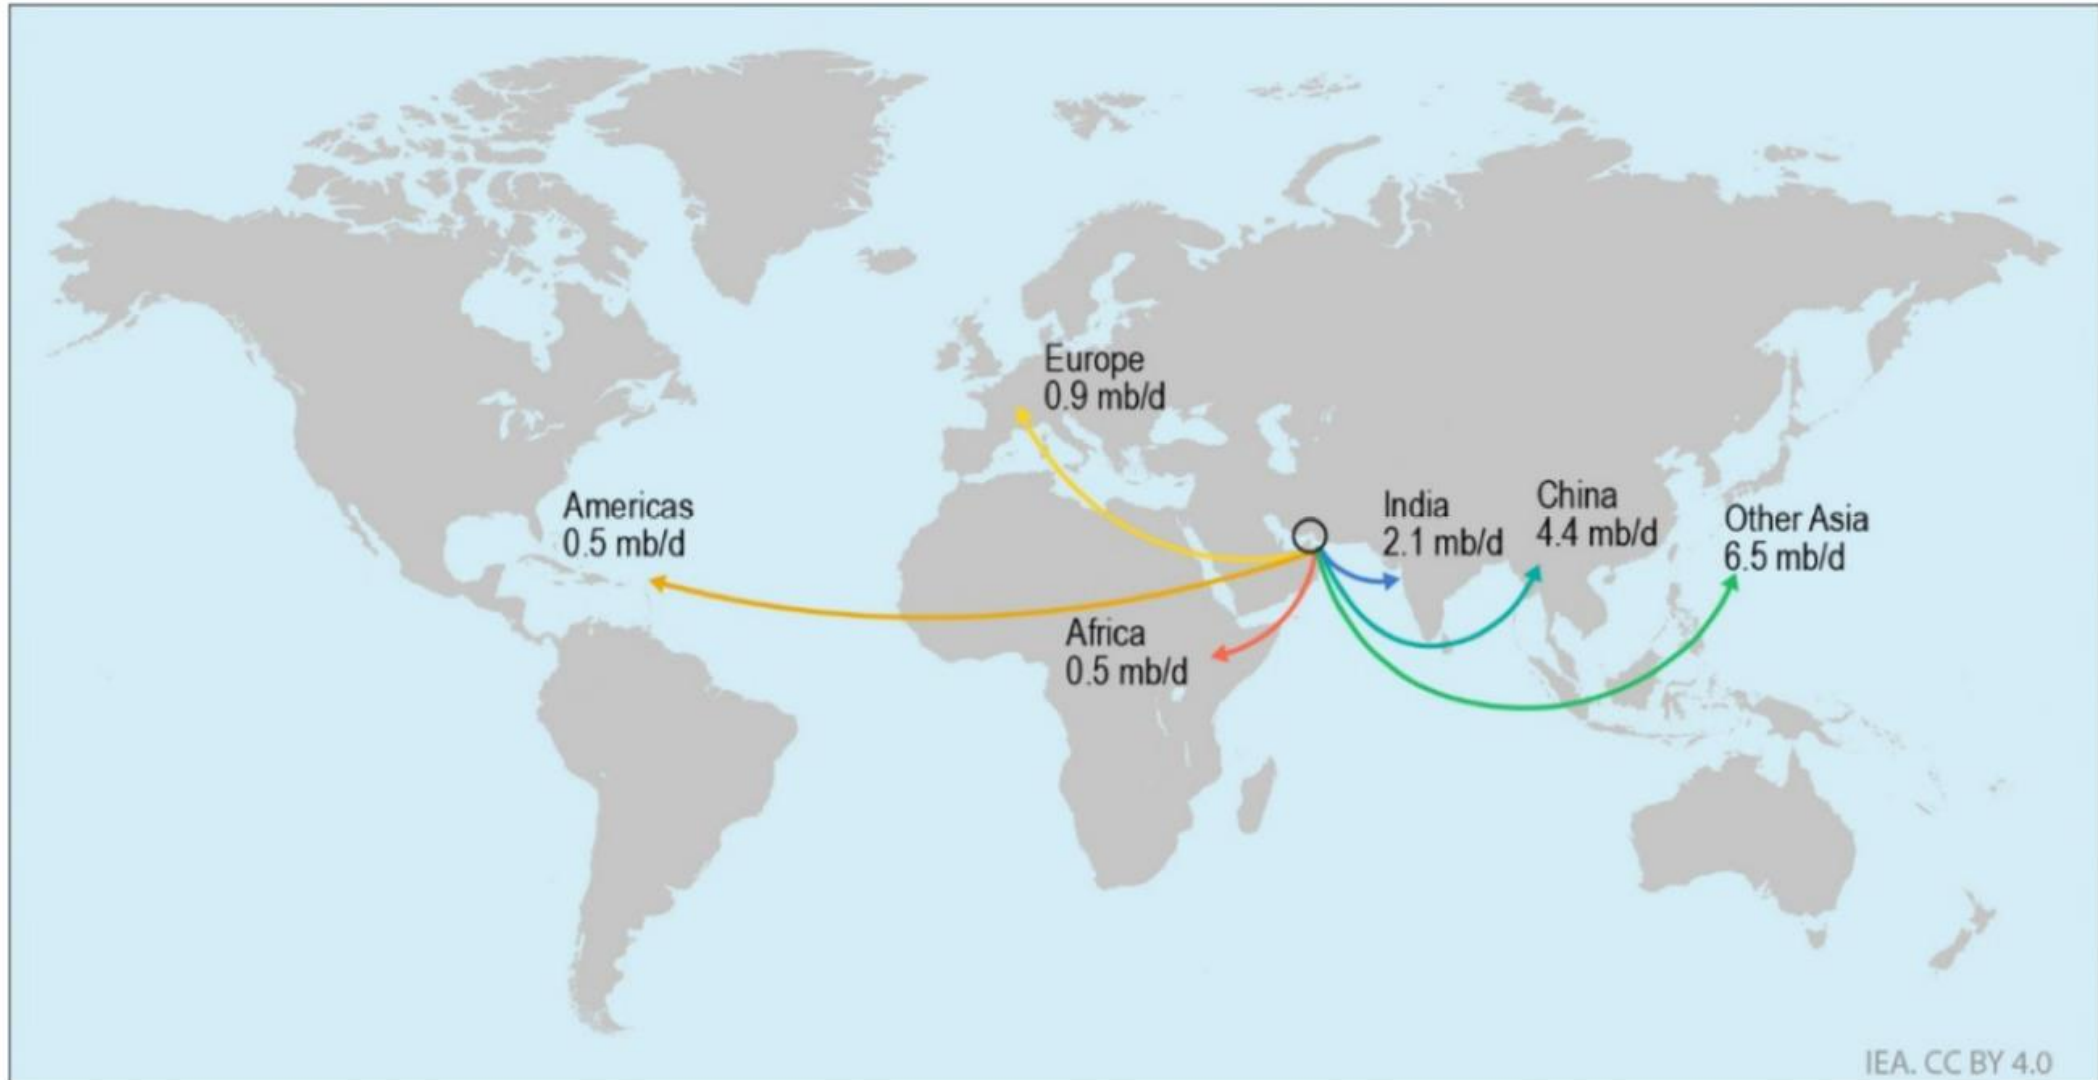 Europe
0.9 mb/d
Americas
0.5 mb/d
India
2.1 mb/d
China
4.4 mb/d
Other Asia
6.5 mb/d
Africa
0.5 mb/d
IEA. CC BY 4.0